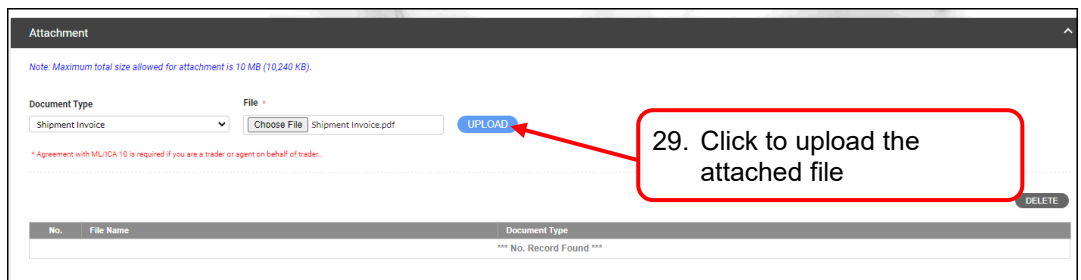 Attachment
Note: Maximum total size allowed for attachment is 10 MB (10,240 KB).
Document Type File *
Shipment Invoice Choose File Shipment Invoice.pdf UPLOAD
* Agreement with ML/ICA 10 is required if you are a trader or agent on behalf of trader..
29. Click to upload the
attached file
DELETE
No. File Name Document Type
*** No. Record Found ***